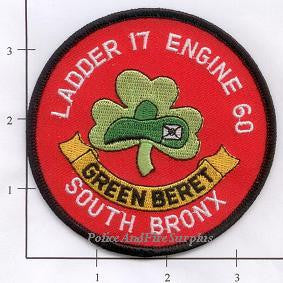 LADDER 17 ENGINE 60
GREEN BERET
SOUTH BRONX
PoliceAndFireSurplus
3
2
1
1
2
3